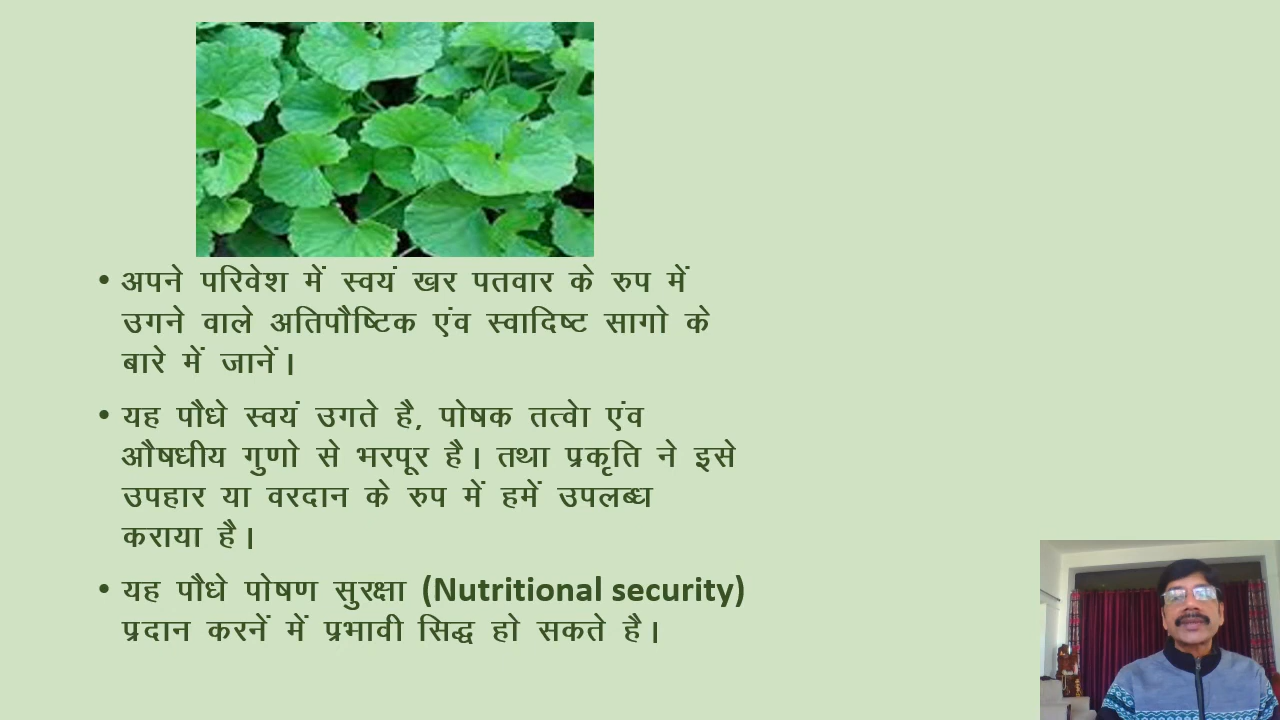 • अपने परिवेश में स्वयं खर पतवार के रुप में
उगने वाले अतिपौष्टिक एंव स्वादिष्ट सागो के
बारे में जानें।
• यह पौधे स्वयं उगते है, पोषक तत्वेा एंव
औषधीय गुणो से भरपूर है। तथा प्रकृति ने इसे
उपहार या वरदान के रुप में हमें उपलब्ध
कराया है।
• यह पौधे पोषण सुरक्षा (Nutritional security)
प्रदान करनें में प्रभावी सिद्ध हो सकते है।